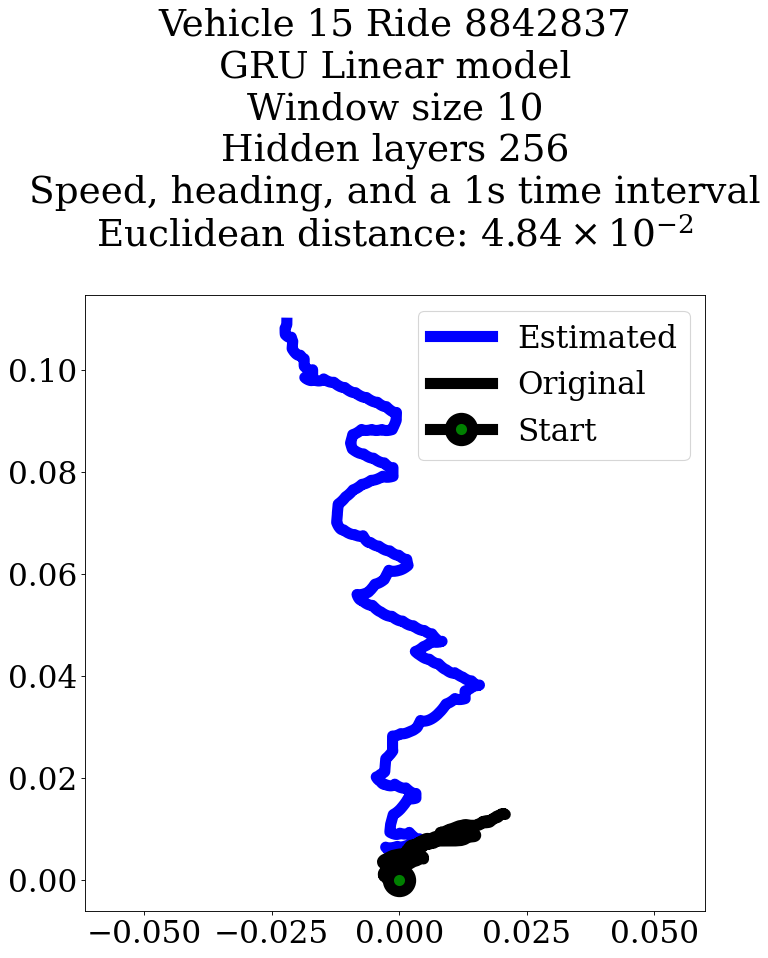 Vehicle 15 Ride 8842837
GRU Linear model
Window size 10
Hidden layers 256
Speed, heading, and a 1s time interval
Euclidean distance: 4.84 × 10⁻²
Estimated
Original
Start
0.10
0.08
0.06
0.04
0.02
0.00
−0.050 −0.025 0.000 0.025 0.050